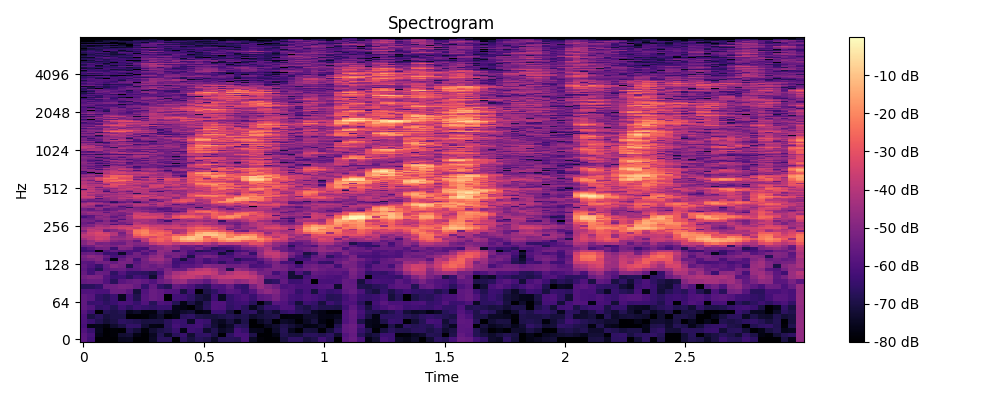 Spectrogram
4096
2048
1024
512
256
128
64
0
Hz
0
0.5
1
1.5
2
2.5
Time
-10 dB
-20 dB
-30 dB
-40 dB
-50 dB
-60 dB
-70 dB
-80 dB